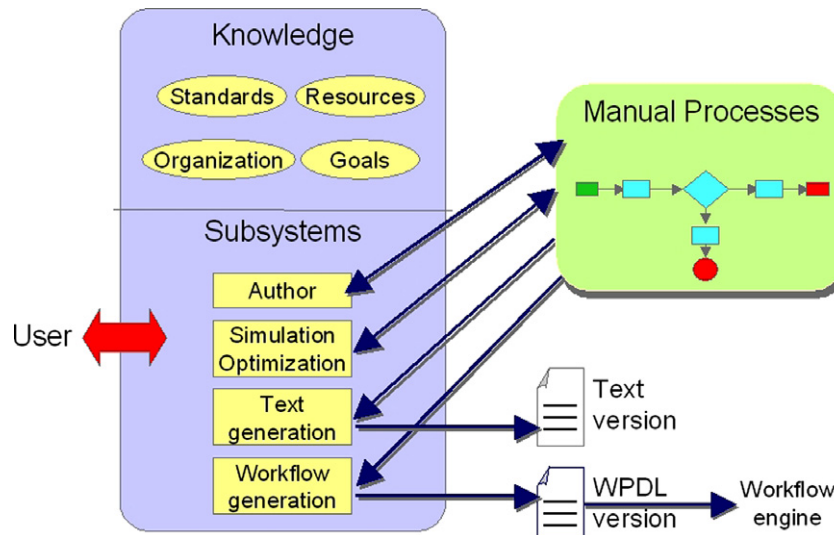 Knowledge
Standards
Resources
Organization
Goals
Subsystems
Author
Simulation
Optimization
Text
generation
Workflow
generation
User
Manual Processes
Text
version
WPDL
version
Workflow
engine